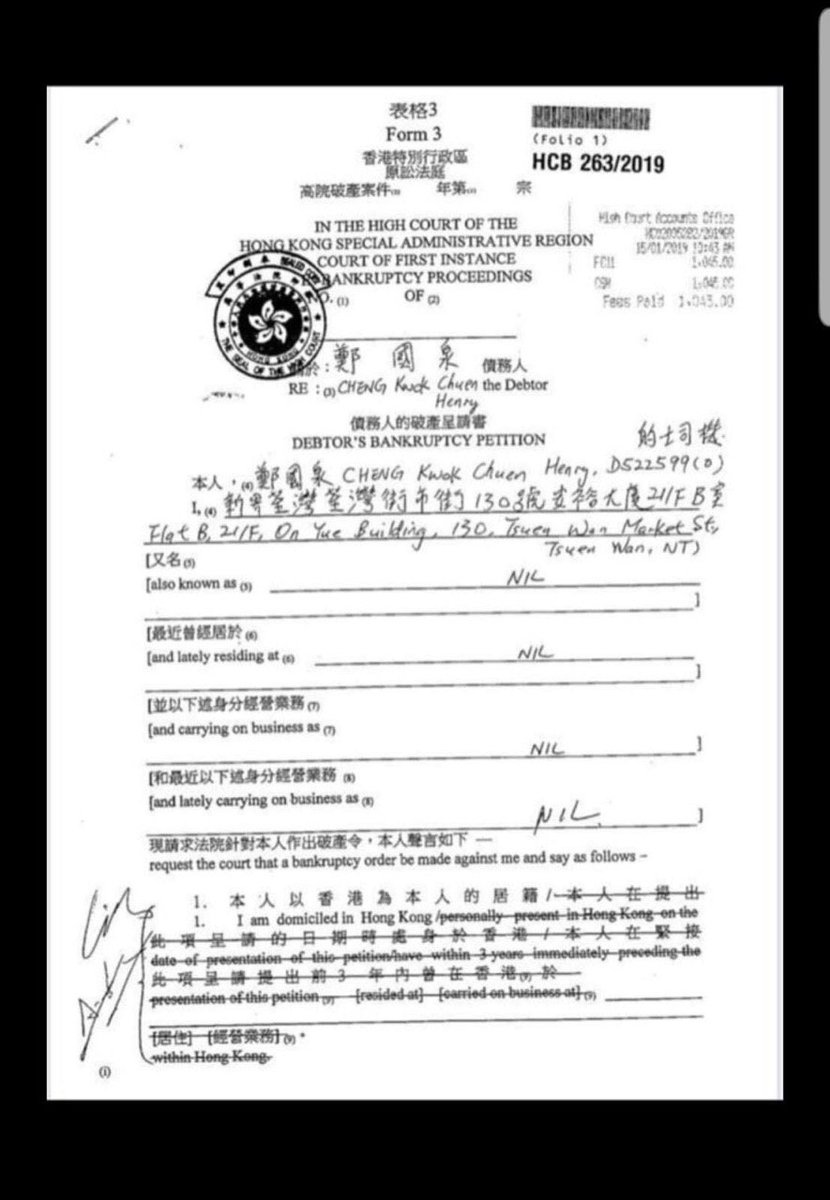 表格3
Form 3
(Folio 1)
香港特別行政區
原訟法庭
HCB 263/2019
高院破產案件(1) 年第(2) 宗
High Court Accounts Office
15/01/2019 10:43 AM
IN THE HIGH COURT OF THE
HONG KONG SPECIAL ADMINISTRATIVE REGION
COURT OF FIRST INSTANCE
BANKRUPTCY PROCEEDINGS
NO. (1) OF (2)
1,045.00
CSH 1,045.00
Fees Paid 1,045.00
SEALED COPY
THE SEAL OF THE HIGH COURT
HONG KONG
關於：鄭國泉 債務人
RE : (3) CHENG Kwok Chuen the Debtor
Henry
債務人的破產呈請書
DEBTOR'S BANKRUPTCY PETITION
的士司機
本人，(4) 鄭國泉 CHENG Kwok Chuen Henry, D522599(0)
I, (4) 新界荃灣荃灣街市街130號安裕大廈21/F B室
Flat B, 21/F, On Yue Building, 130, Tsuen Wan Market St,
Tsuen Wan, NT)
[又名(5)
[also known as (5) NIL
]
[最近曾經居於(6)
[and lately residing at (6) NIL
]
[並以下述身分經營業務(7)
[and carrying on business as (7)
NIL ]
[和最近以下述身分經營業務 (8)
[and lately carrying on business as (8)
NIL ]
現請求法院針對本人作出破產令，本人聲言如下 —
request the court that a bankruptcy order be made against me and say as follows –
1. 本人以香港為本人的居籍/本人在提出
1. I am domiciled in Hong Kong /personally present in Hong Kong on the
此項呈請的日期時處身於香港/本人在緊接
date of presentation of this petition/have within 3 years immediately preceding the
此項呈請提出前3年內曾在香港(9)於
presentation of this petition (9) [resided at] [carried on business at] (9)
[居住] [經營業務](9)。
within Hong Kong.
(i)